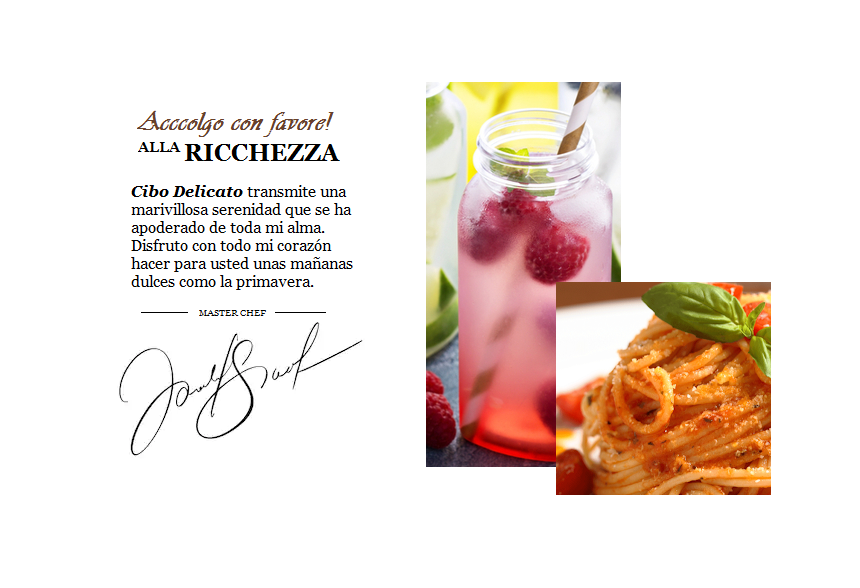 Acccolgo con favore!
ALLA RICCHEZZA
Cibo Delicato transmite una
marivillosa serenidad que se ha
apoderado de toda mi alma.
Disfruto con todo mi corazón
hacer para usted unas mañanas
dulces como la primavera.
MASTER CHEF